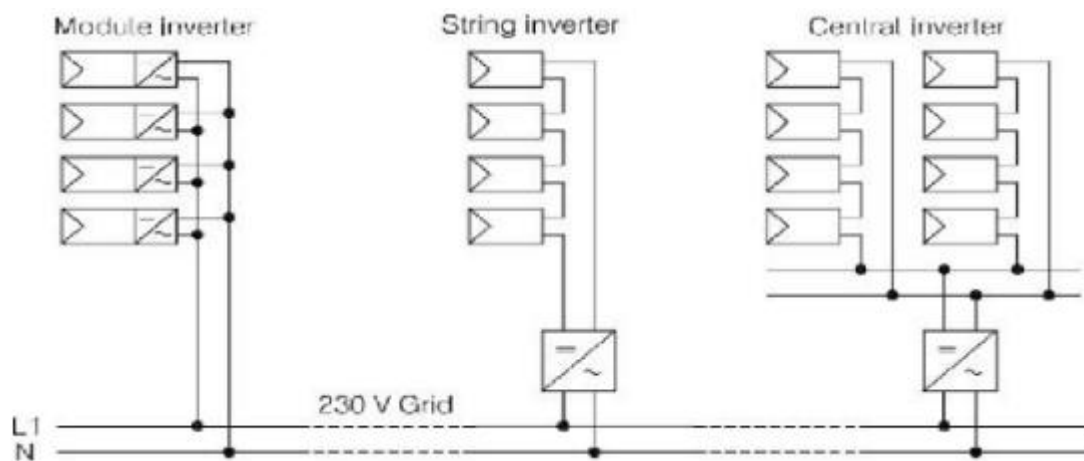 Module inverter
String inverter
Central inverter
230 V Grid
L1
N